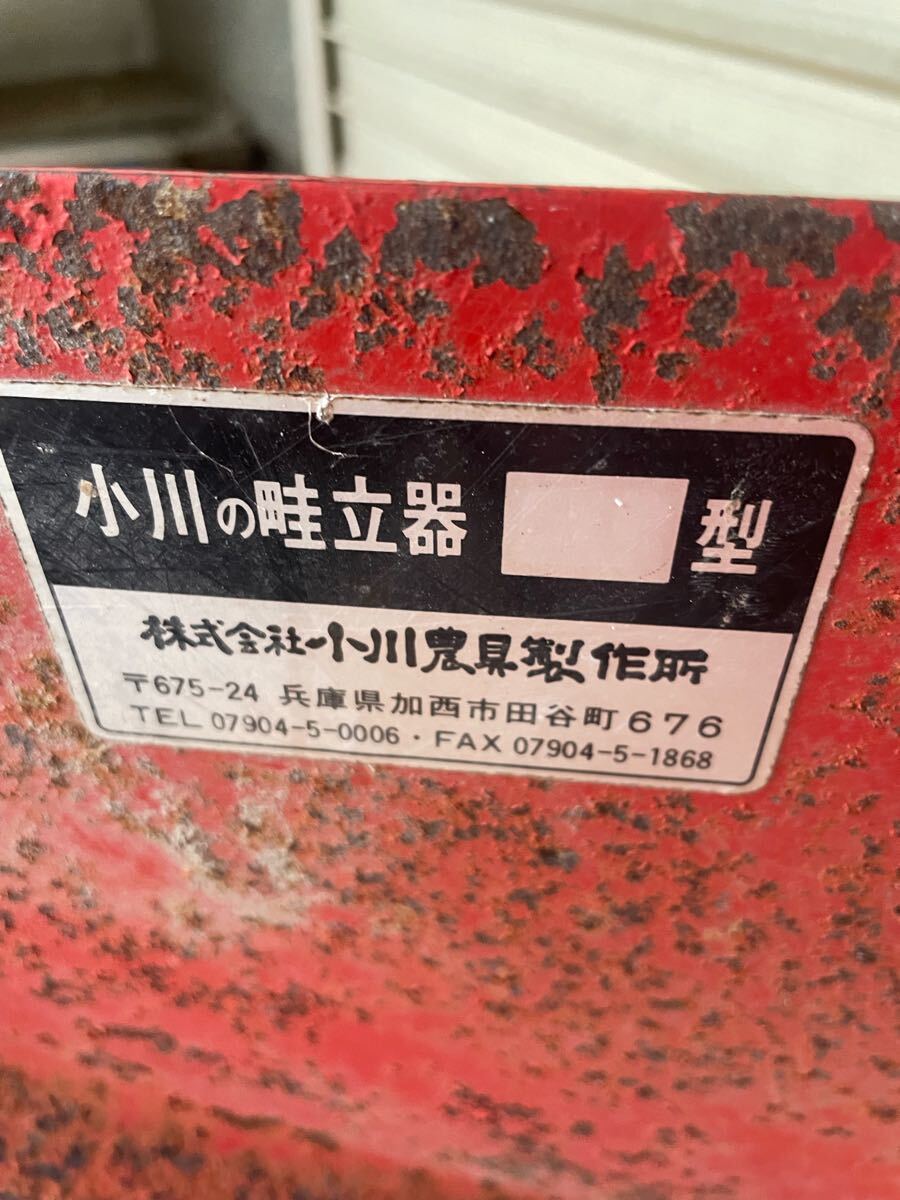 小川の畦立器 型
株式会社小川農具製作所
〒675-24 兵庫県加西市田谷町676
TEL 07904-5-0006・FAX 07904-5-1868